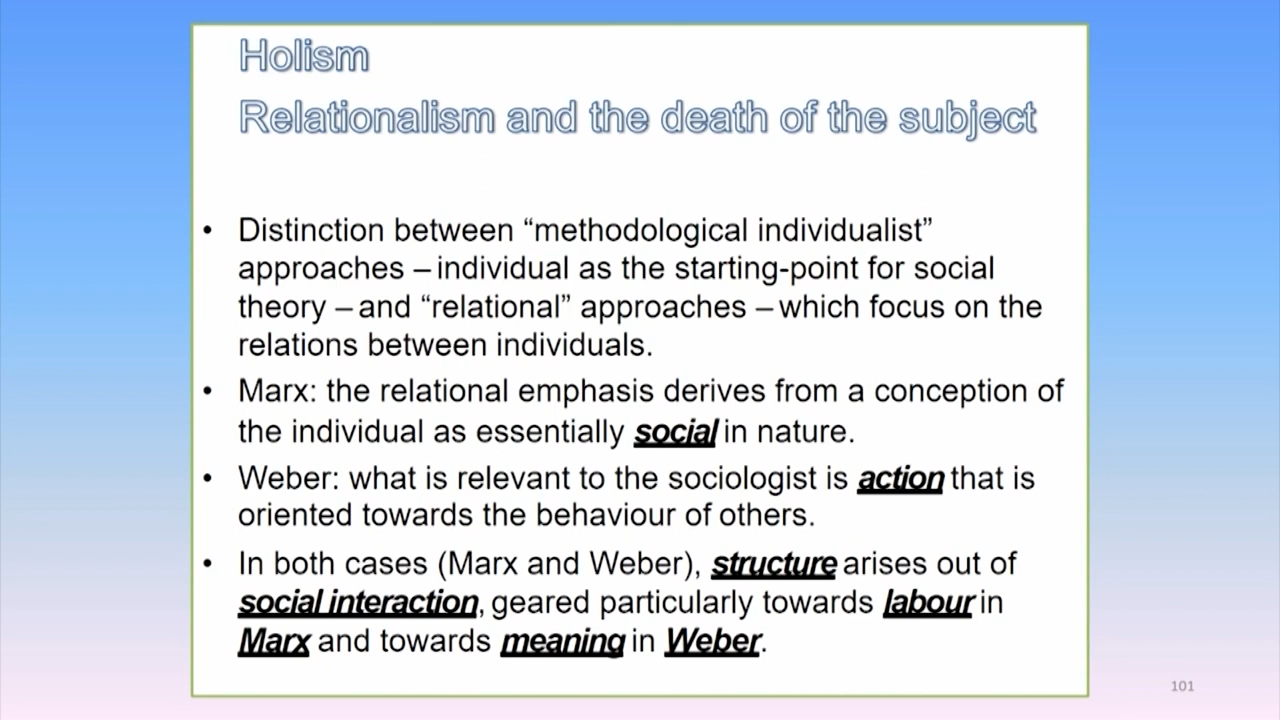 Holism
Relationalism and the death of the subject
• Distinction between “methodological individualist”
approaches – individual as the starting-point for social
theory – and “relational” approaches – which focus on the
relations between individuals.
• Marx: the relational emphasis derives from a conception of
the individual as essentially social in nature.
• Weber: what is relevant to the sociologist is action that is
oriented towards the behaviour of others.
• In both cases (Marx and Weber), structure arises out of
social interaction, geared particularly towards labour in
Marx and towards meaning in Weber.
101